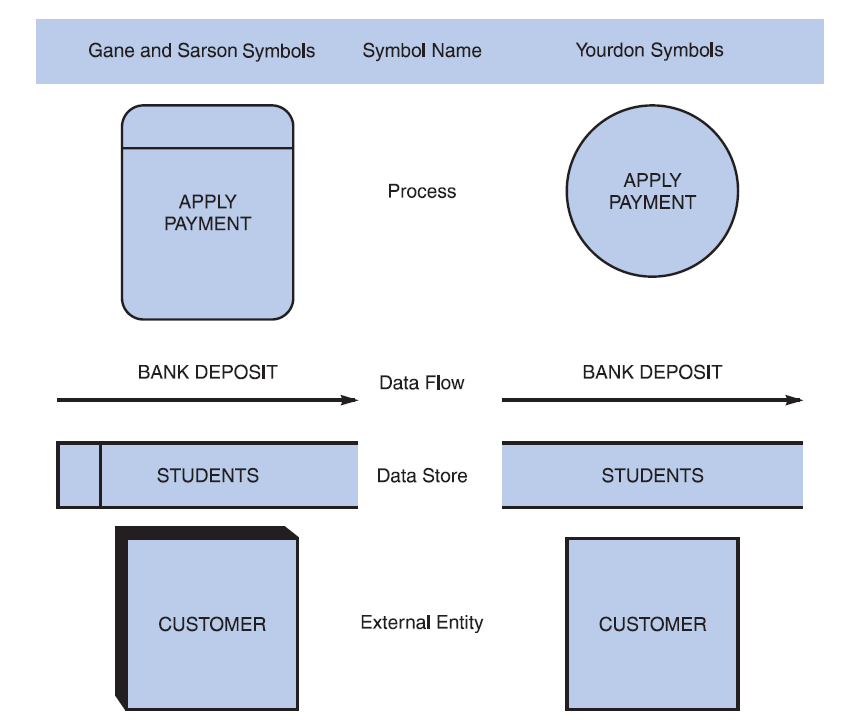 Gane and Sarson Symbols
Symbol Name
Yourdon Symbols
APPLY
PAYMENT
Process
APPLY
PAYMENT
BANK DEPOSIT
Data Flow
BANK DEPOSIT
STUDENTS
Data Store
STUDENTS
CUSTOMER
External Entity
CUSTOMER